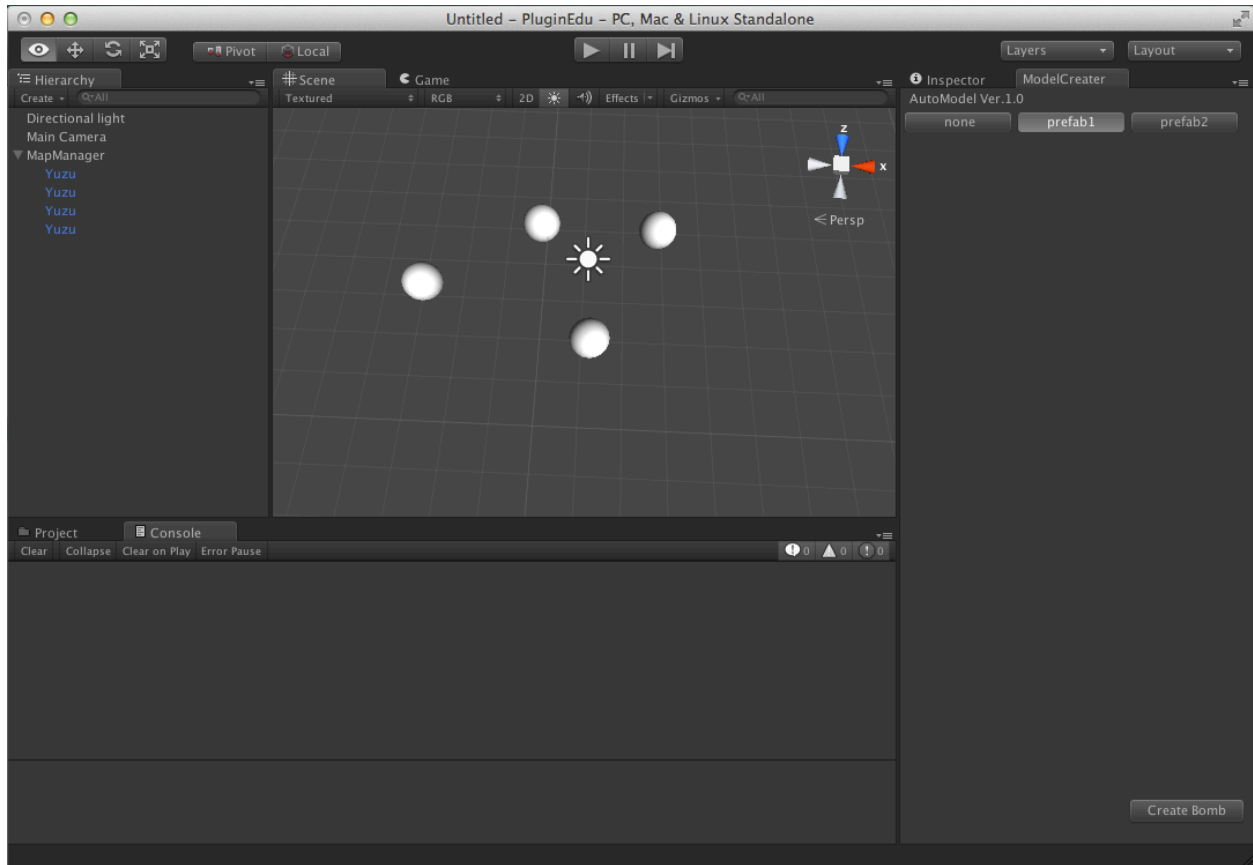 Untitled – PluginEdu – PC, Mac & Linux Standalone
Pivot Local Layers Layout
Hierarchy
Create All
Directional light
Main Camera
MapManager
Yuzu
Yuzu
Yuzu
Yuzu
Scene Game
Textured RGB 2D Effects Gizmos All
z
x
Persp
Inspector ModelCreater
AutoModel Ver.1.0
none prefab1 prefab2
Project Console
Clear Collapse Clear on Play Error Pause 0 0 0
Create Bomb